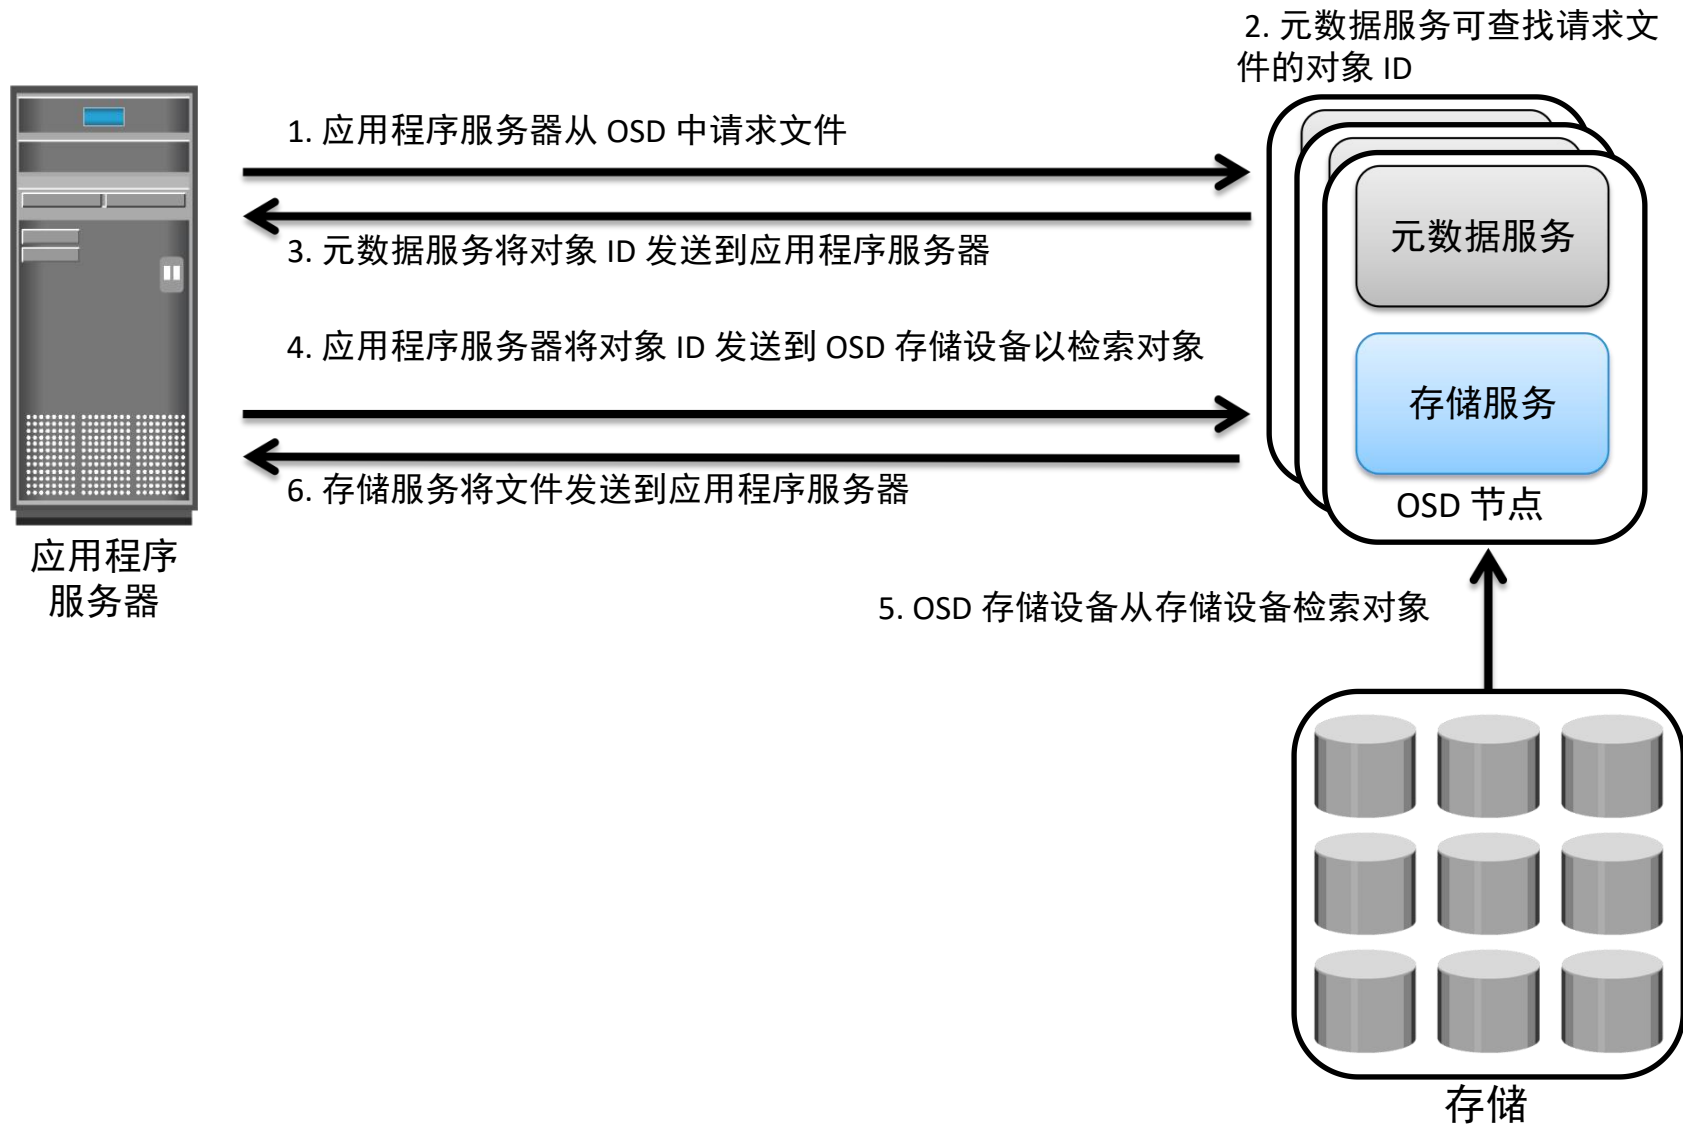 2. 元数据服务可查找请求文
件的对象 ID
1. 应用程序服务器从 OSD 中请求文件
3. 元数据服务将对象 ID 发送到应用程序服务器
元数据服务
4. 应用程序服务器将对象 ID 发送到 OSD 存储设备以检索对象
存储服务
6. 存储服务将文件发送到应用程序服务器
OSD 节点
应用程序
服务器
5. OSD 存储设备从存储设备检索对象
存储